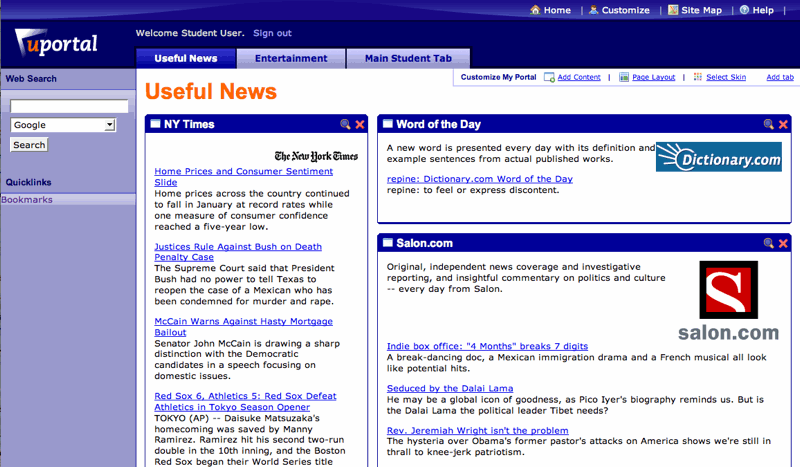 Home | Customize | Site Map | Help |
uportal
Welcome Student User. Sign out
Useful News
Entertainment
Main Student Tab
Web Search
Google
Search
Quicklinks
Bookmarks
Customize My Portal
Add Content | Page Layout | Select Skin
Add tab
Useful News
NY Times
The New York Times
Home Prices and Consumer Sentiment
Slide
Home prices across the country continued
to fall in January at record rates while
one measure of consumer confidence
reached a five-year low.
Justices Rule Against Bush on Death
Penalty Case
The Supreme Court said that President
Bush had no power to tell Texas to
reopen the case of a Mexican who has
been condemned for murder and rape.
McCain Warns Against Hasty Mortgage
Bailout
Senator John McCain is drawing a sharp
distinction with the Democratic
candidates in a speech focusing on
domestic issues.
Red Sox 6, Athletics 5: Red Sox Defeat
Athletics in Tokyo Season Opener
TOKYO (AP) -- Daisuke Matsuzaka's
homecoming was saved by Manny
Ramirez. Ramirez hit his second two-run
double in the 10th inning, and the Boston
Red Sox began their World Series title
Word of the Day
A new word is presented every day with its definition and
example sentences from actual published works.
Dictionary.com
repine: Dictionary.com Word of the Day
repine: to feel or express discontent.
Salon.com
Original, independent news coverage and investigative
reporting, and insightful commentary on politics and culture
-- every day from Salon.
S
salon.com
Indie box office: "4 Months" breaks 7 digits
A break-dancing doc, a Mexican immigration drama and a French musical all look
like potential hits.
Seduced by the Dalai Lama
He may be a global icon of goodness, as Pico Iyer's biography reminds us. But is
the Dalai Lama the political leader Tibet needs?
Rev. Jeremiah Wright isn't the problem
The hysteria over Obama's former pastor's attacks on America shows we're still in
thrall to knee-jerk patriotism.